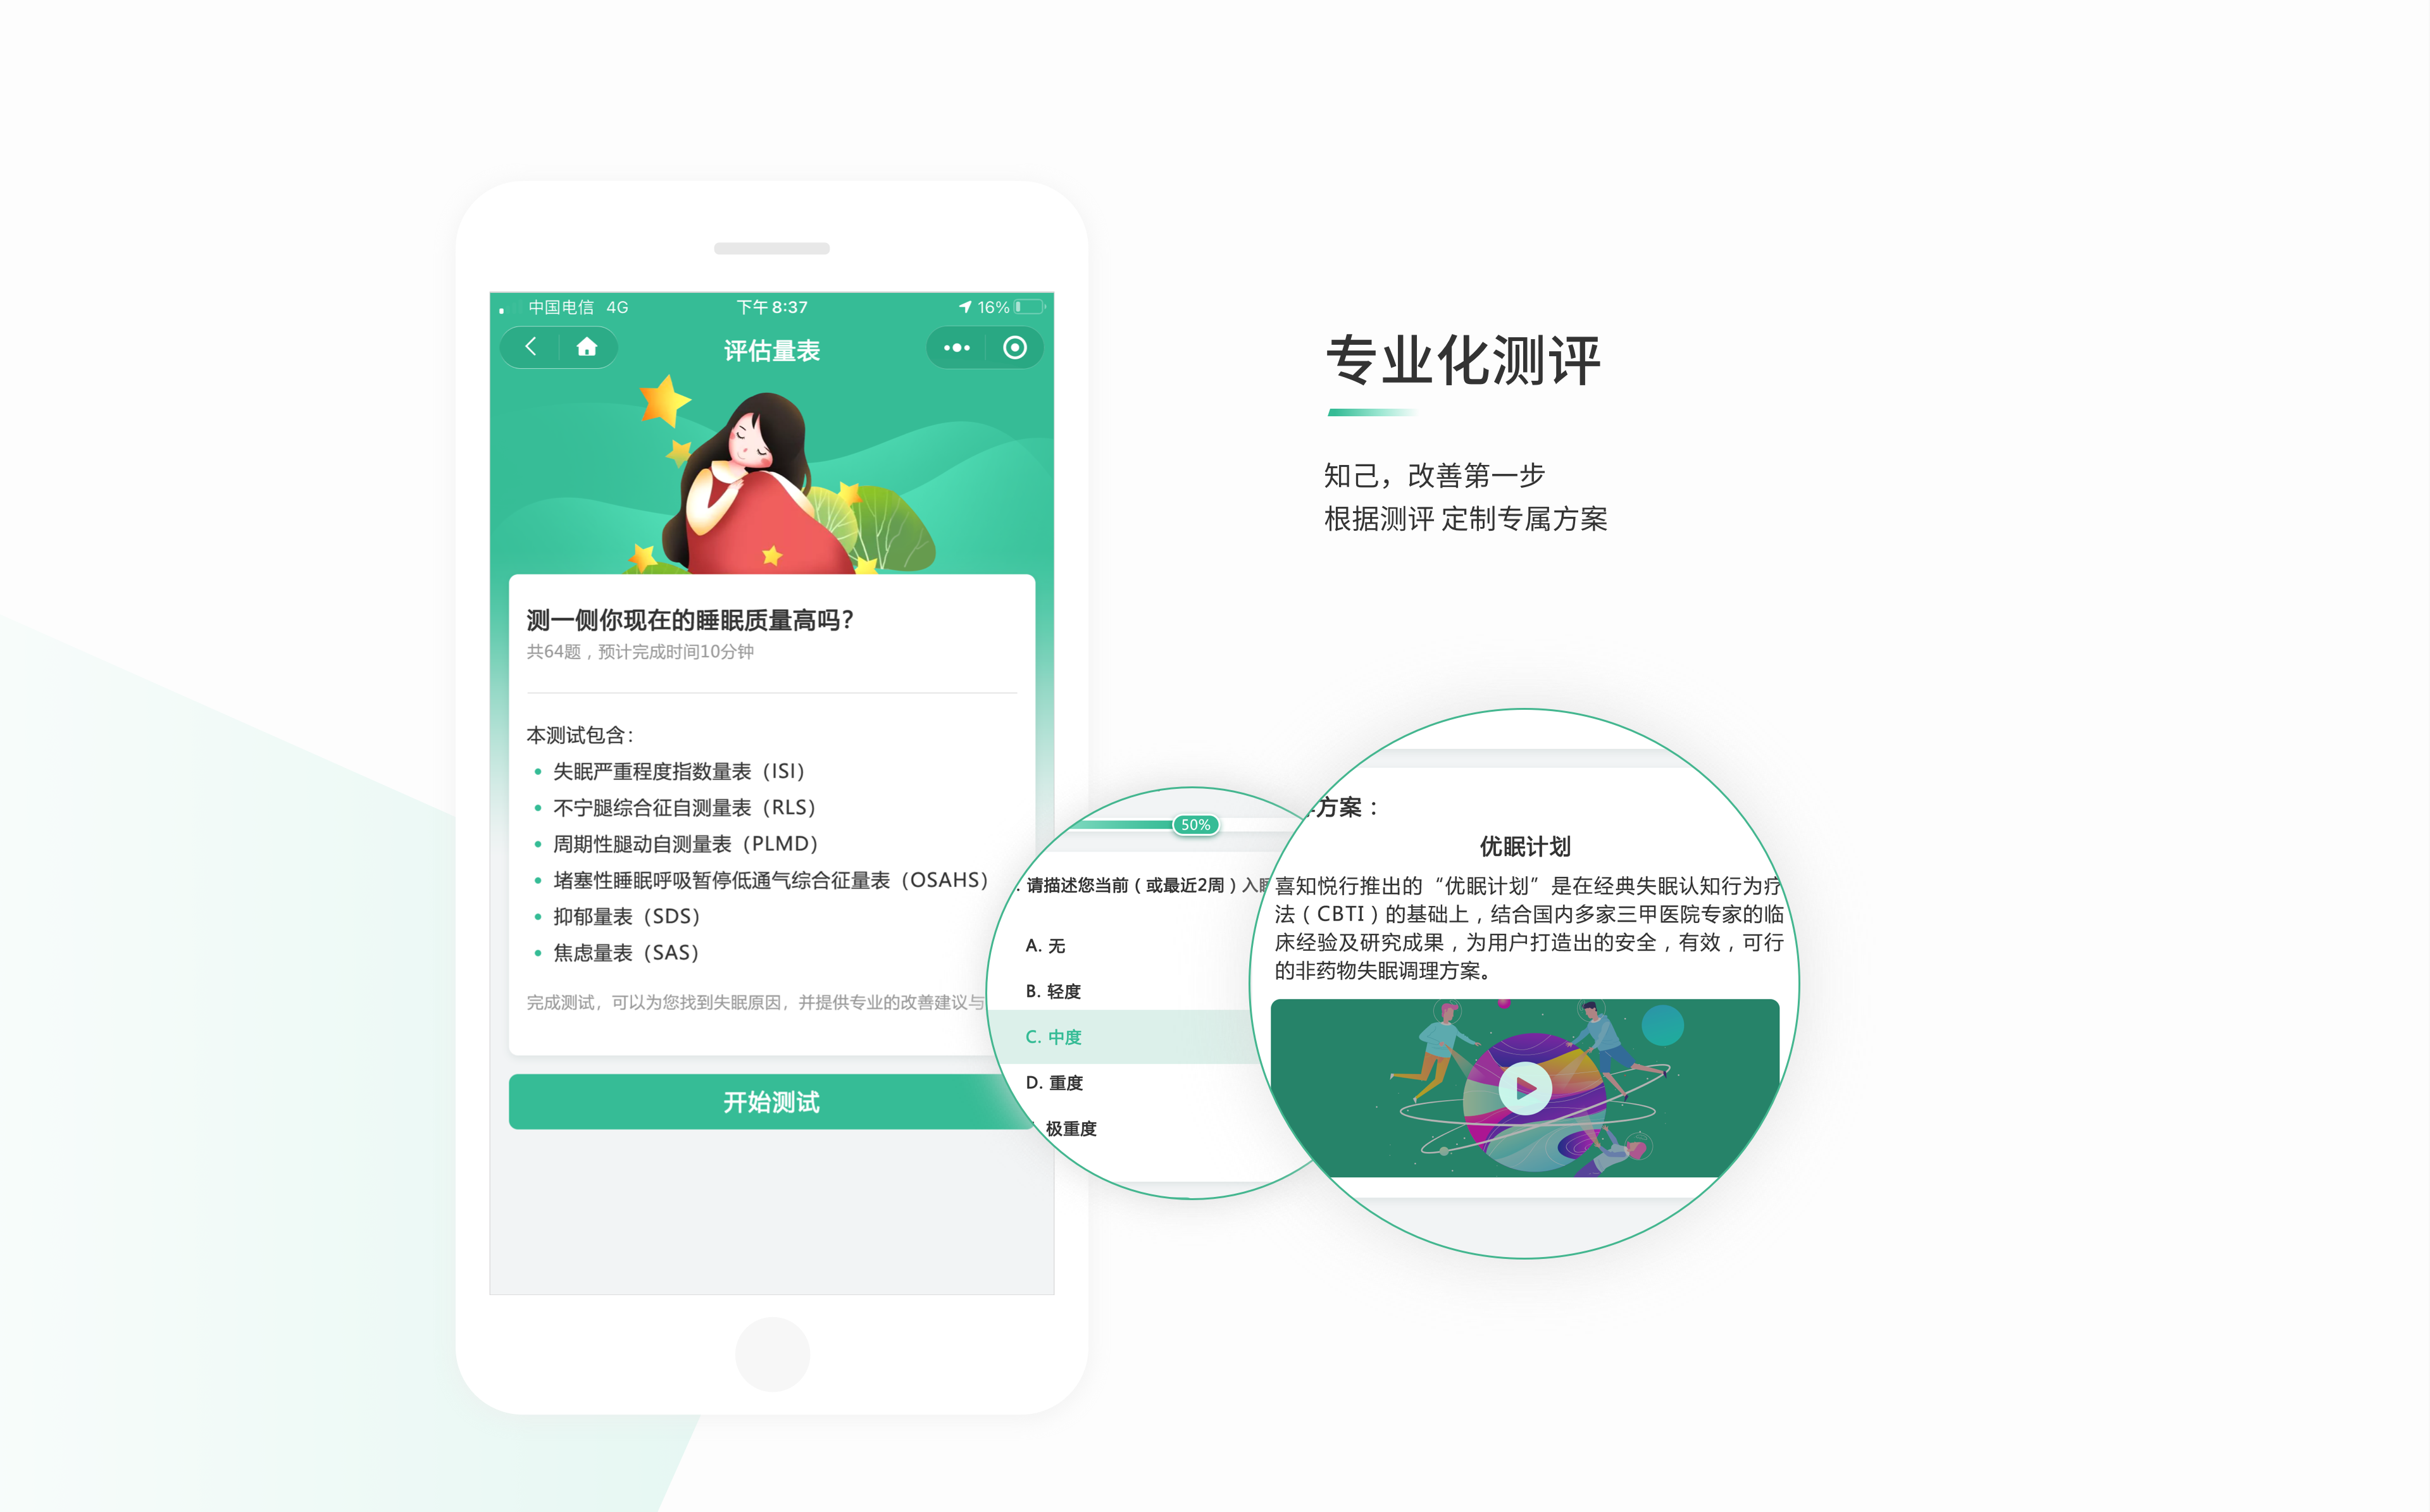 中国电信 4G 下午 8:37 16%
评估量表
测一侧你现在的睡眠质量高吗？
共64题，预计完成时间10分钟
本测试包含：
失眠严重程度指数量表（ISI）
不宁腿综合征自测量表（RLS）
周期性腿动自测量表（PLMD）
堵塞性睡眠呼吸暂停低通气综合征量表（OSAHS）
抑郁量表（SDS）
焦虑量表（SAS）
完成测试，可以为您找到失眠原因，并提供专业的改善建议与
开始测试
专业化测评
知己，改善第一步
根据测评 定制专属方案
50%
请描述您当前（或最近2周）入
A. 无
B. 轻度
C. 中度
D. 重度
极重度
方案：
优眠计划
喜知悦行推出的“优眠计划”是在经典失眠认知行为疗
法（CBTI）的基础上，结合国内多家三甲医院专家的临
床经验及研究成果，为用户打造出的安全，有效，可行
的非药物失眠调理方案。